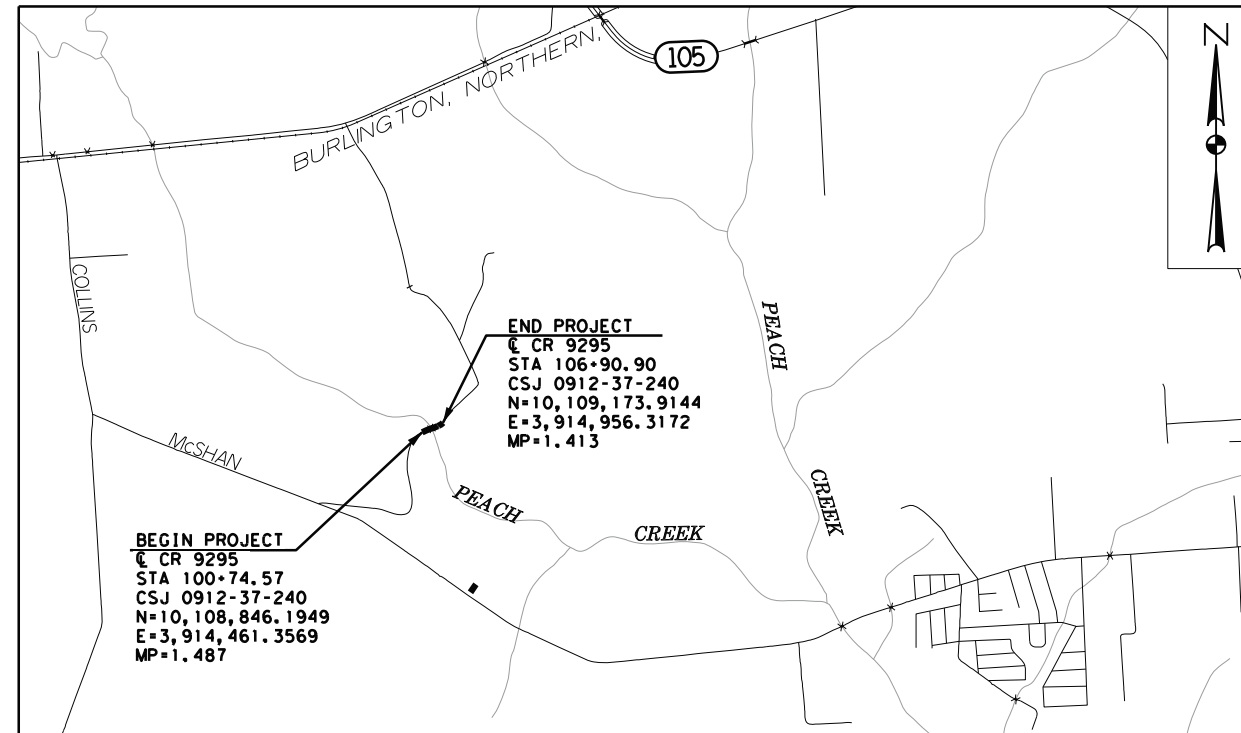 BURLINGTON, NORTHERN,
105
N
COLLINS
END PROJECT
℄ CR 9295
STA 106+90.90
CSJ 0912-37-240
N=10,109,173.9144
E=3,914,956.3172
MP=1.413
PEACH
CREEK
McSHAN
PEACH
CREEK
BEGIN PROJECT
℄ CR 9295
STA 100+74.57
CSJ 0912-37-240
N=10,108,846.1949
E=3,914,461.3569
MP=1.487